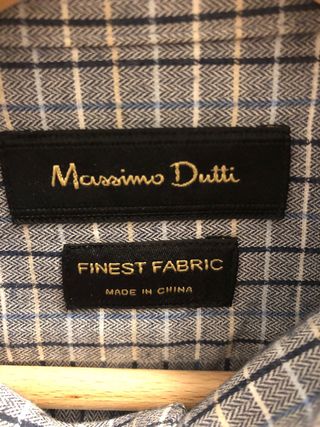 Massimo Dutti
FINEST FABRIC
MADE IN CHINA